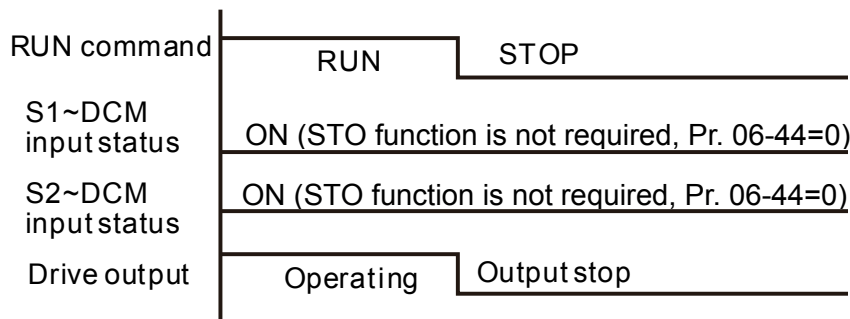 RUN command
RUN
STOP
S1~DCM
input status
ON (STO function is not required, Pr. 06-44=0)
S2~DCM
input status
ON (STO function is not required, Pr. 06-44=0)
Drive output
Operating
Output stop